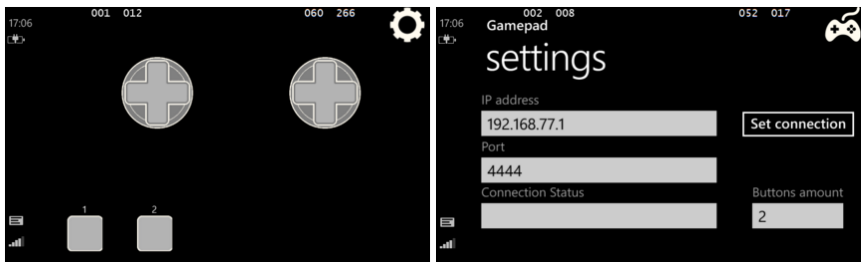 001 012 060 266
17:06
1 2
002 008 052 017
17:06 Gamepad
settings
IP address
192.168.77.1 Set connection
Port
4444
Connection Status Buttons amount
2